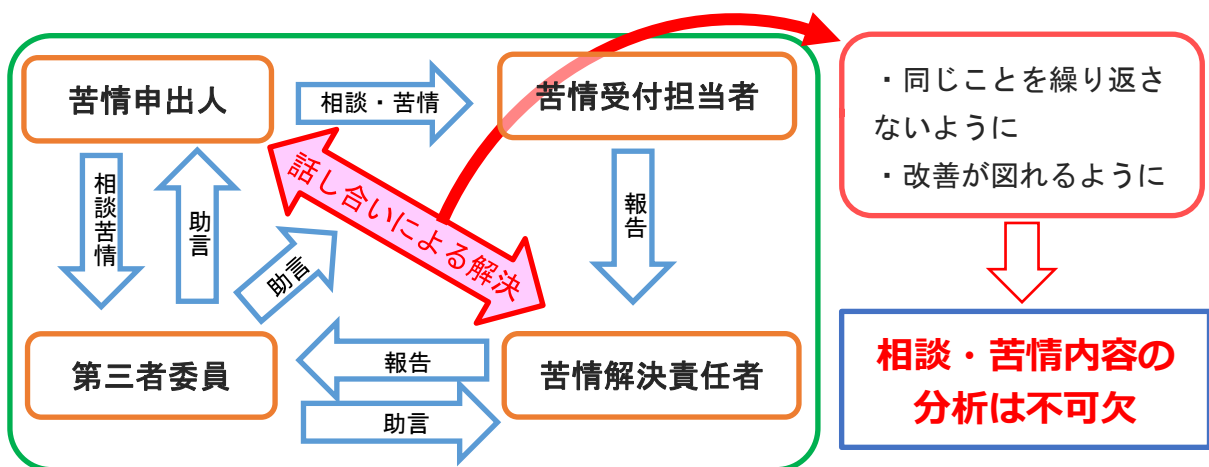 苦情申出人
相談・苦情
苦情受付担当者
・同じことを繰り返さ
ないように
・改善が図れるように
相談苦情
助言
助言
話し合いによる解決
報告
第三者委員
報告
助言
苦情解決責任者
相談・苦情内容の
分析は不可欠